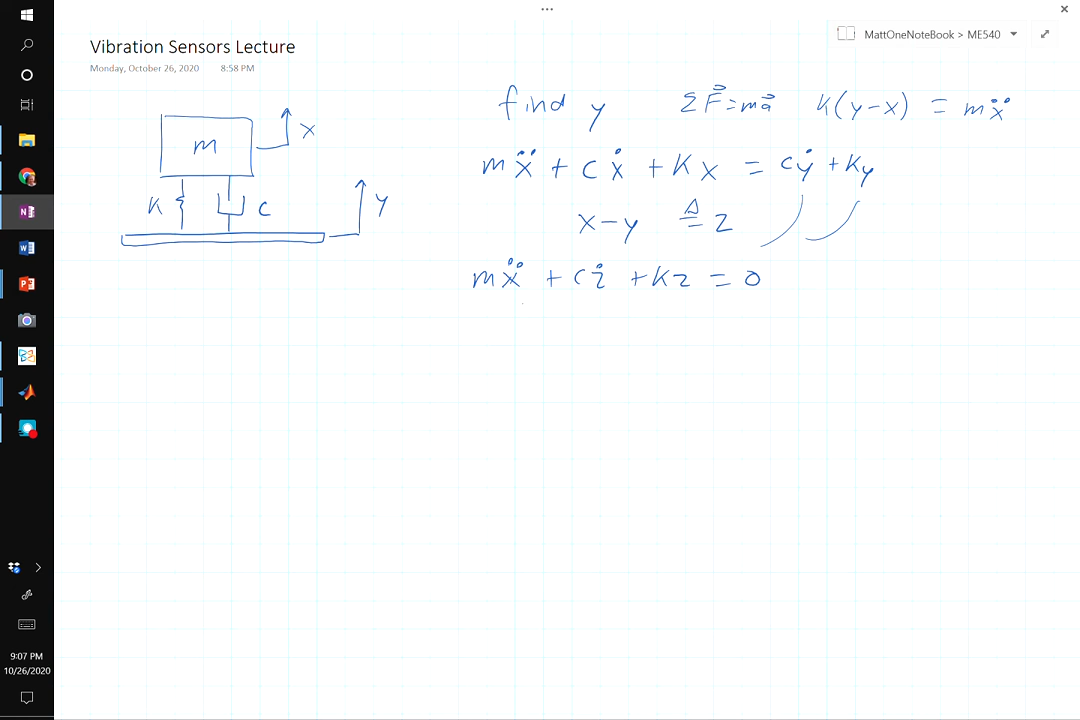 MattOneNoteBook > ME540
Vibration Sensors Lecture
Monday, October 26, 2020 8:58 PM
find y ΣF⃗=ma⃗ K(y-x) = mẍ
m
x
K
C
y
mẍ + cẋ + Kx = cẏ + Ky
x-y ≜ z
mẍ + cż + Kz = 0
9:07 PM
10/26/2020